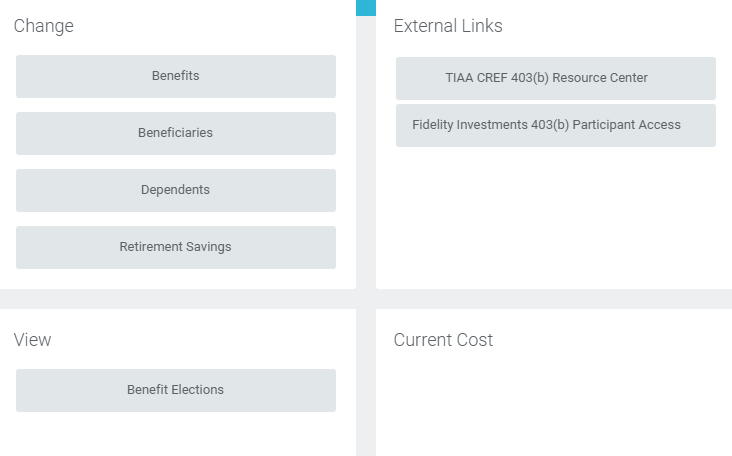 Change
Benefits
Beneficiaries
Dependents
Retirement Savings
External Links
TIAA CREF 403(b) Resource Center
Fidelity Investments 403(b) Participant Access
View
Benefit Elections
Current Cost